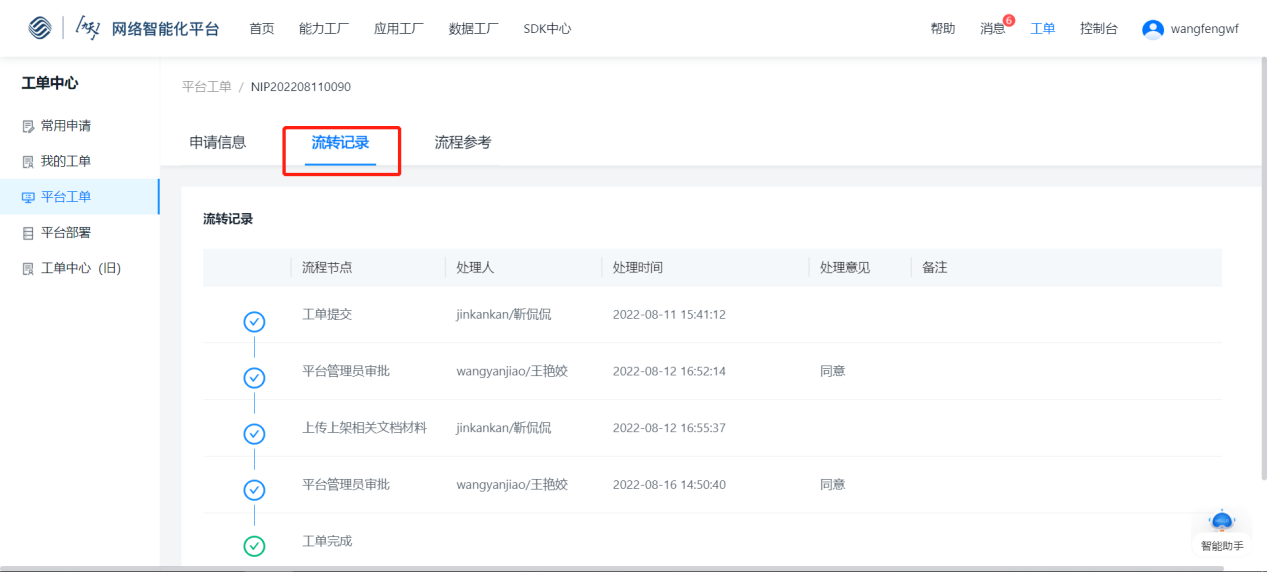 网络智能化平台 首页 能力工厂 应用工厂 数据工厂 SDK中心 帮助 消息 6 工单 控制台 wangfengwf
工单中心
常用申请
我的工单
平台工单
平台部署
工单中心（旧）
平台工单 / NIP202208110090
申请信息 流转记录 流程参考
流转记录
流程节点 处理人 处理时间 处理意见 备注
工单提交 jinkankan/靳侃侃 2022-08-11 15:41:12
平台管理员审批 wangyanjiao/王艳姣 2022-08-12 16:52:14 同意
上传上架相关文档材料 jinkankan/靳侃侃 2022-08-12 16:55:37
平台管理员审批 wangyanjiao/王艳姣 2022-08-16 14:50:40 同意
工单完成
智能助手